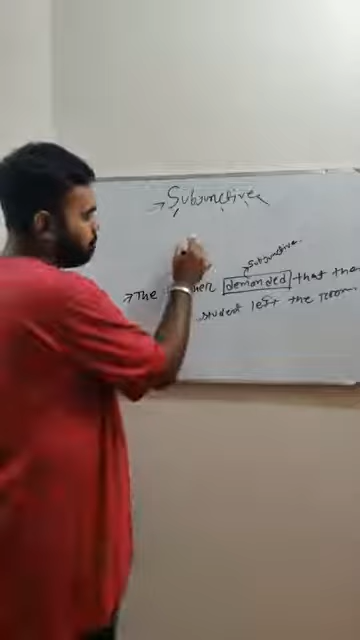 → Subjunctive
Subjunctive.
→ The demanded that the
student left the room.